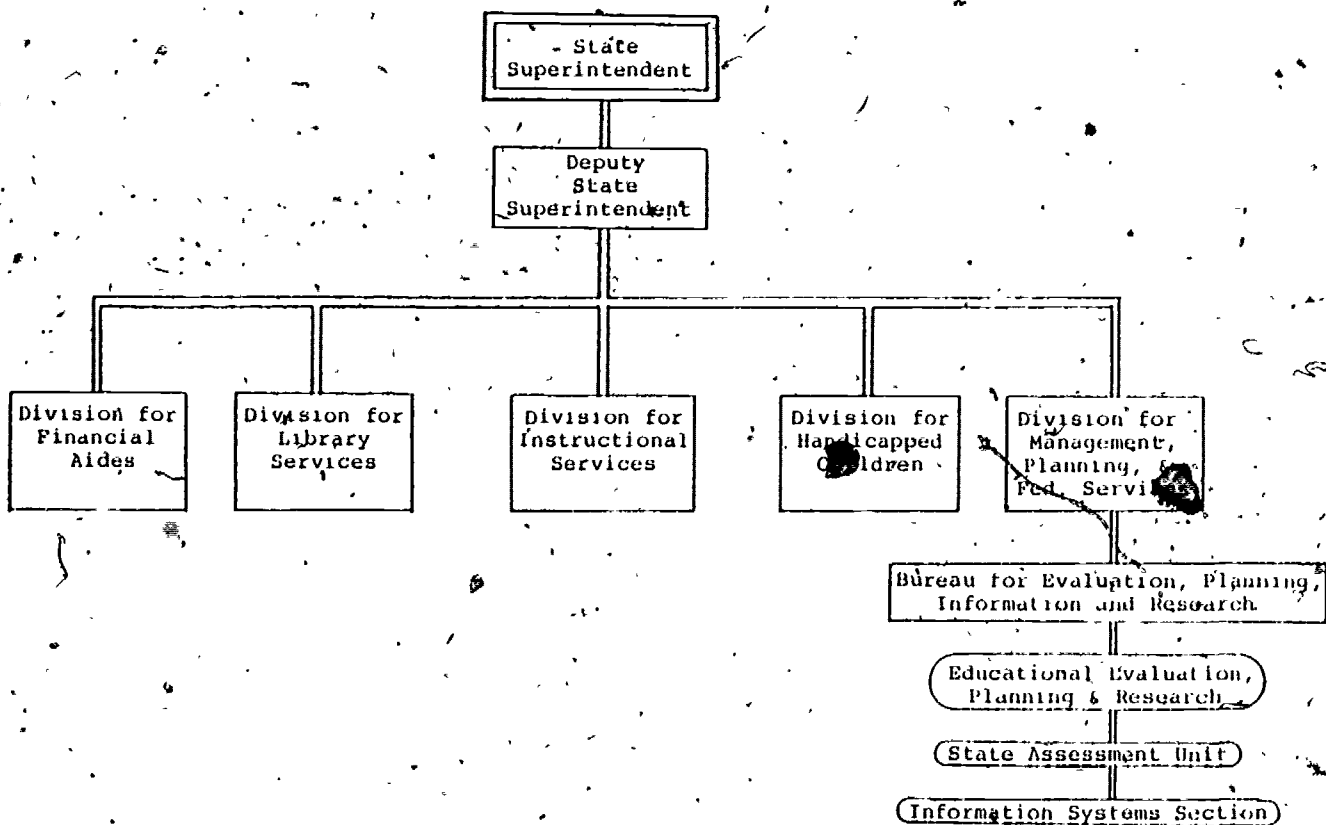 State
Superintendent
Deputy
State
Superintendent
Division for
Financial
Aides
Division for
Library
Services
Division for
Instructional
Services
Division for
Handicapped
Children
Division for
Management,
Planning, &
Fed. Services
Bureau for Evaluation, Planning,
Information and Research
Educational Evaluation,
Planning & Research
State Assessment Unit
Information Systems Section